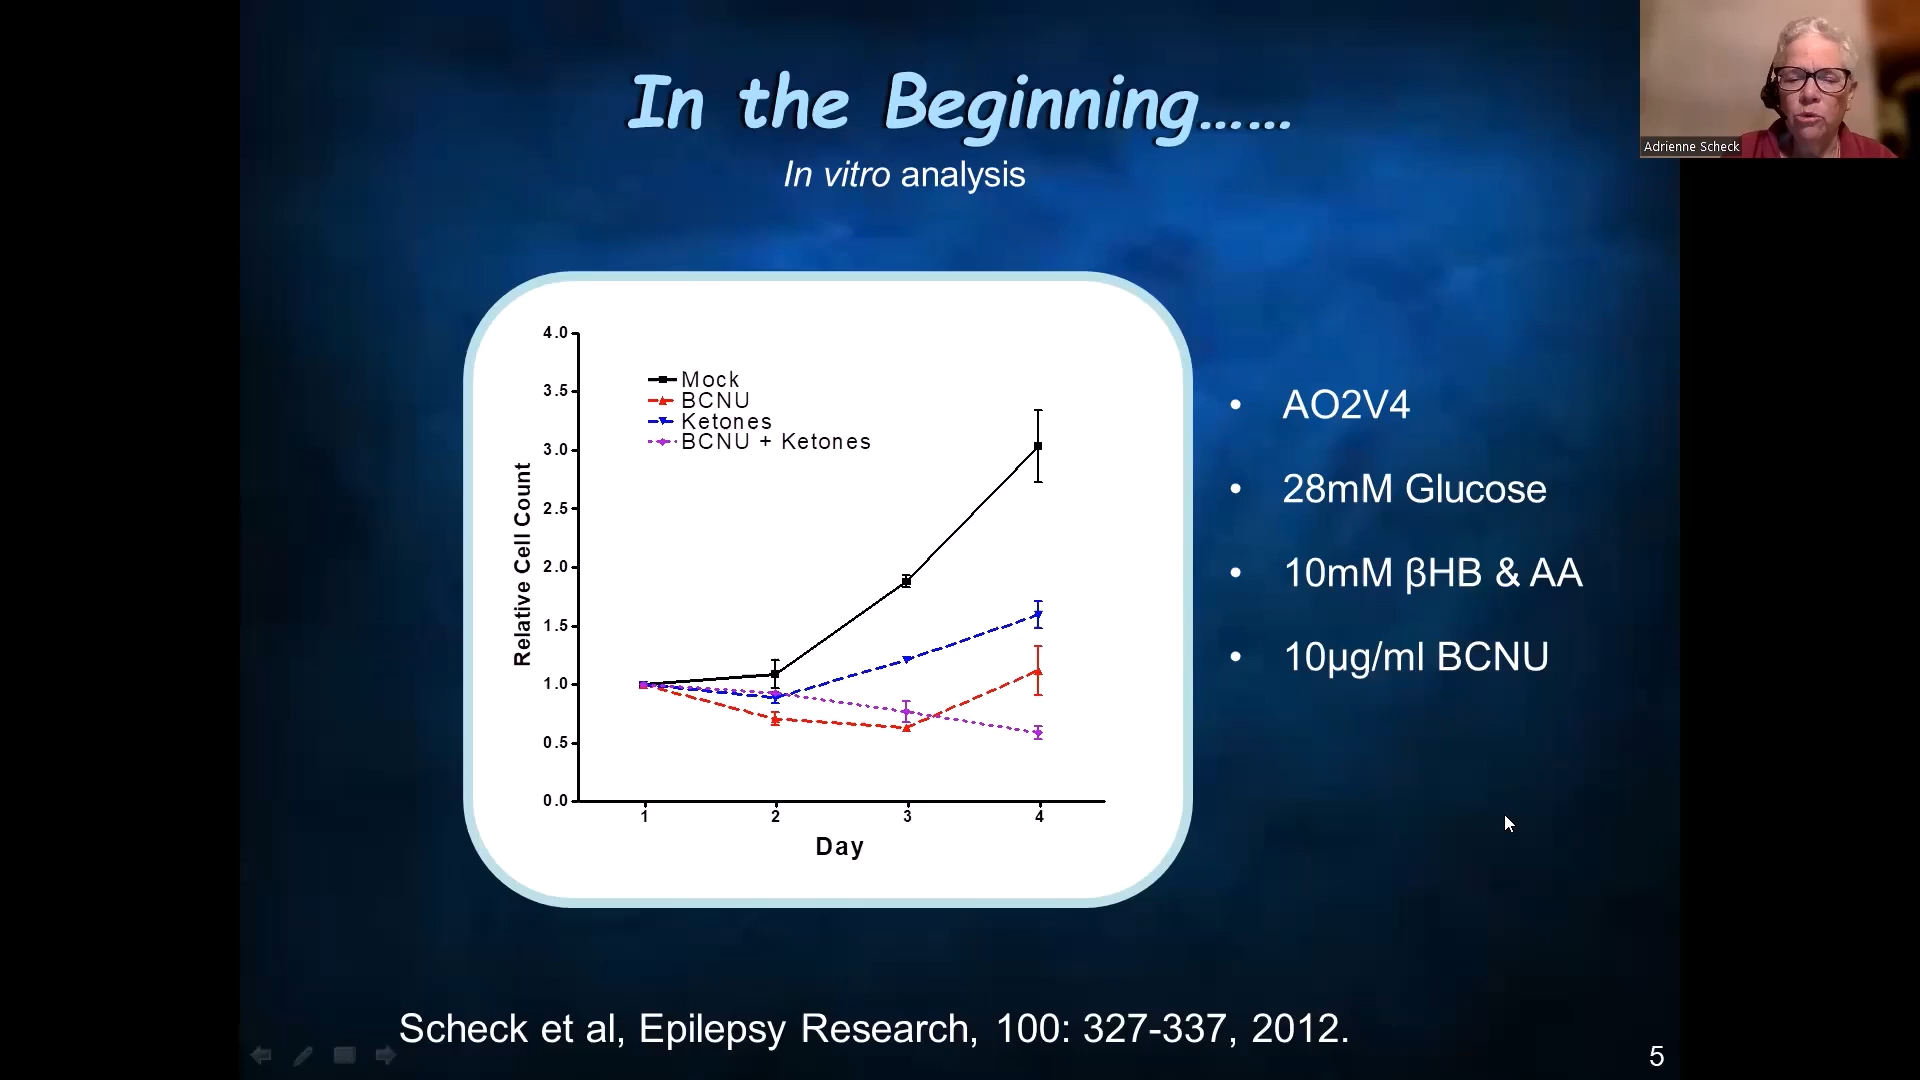 In the Beginning......
In vitro analysis
Adrienne Scheck
4.0
3.5
3.0
2.5
2.0
1.5
1.0
0.5
0.0
Relative Cell Count
Mock
BCNU
Ketones
BCNU + Ketones
1 2 3 4
Day
• AO2V4
• 28mM Glucose
• 10mM βHB & AA
• 10μg/ml BCNU
Scheck et al, Epilepsy Research, 100: 327-337, 2012.
5